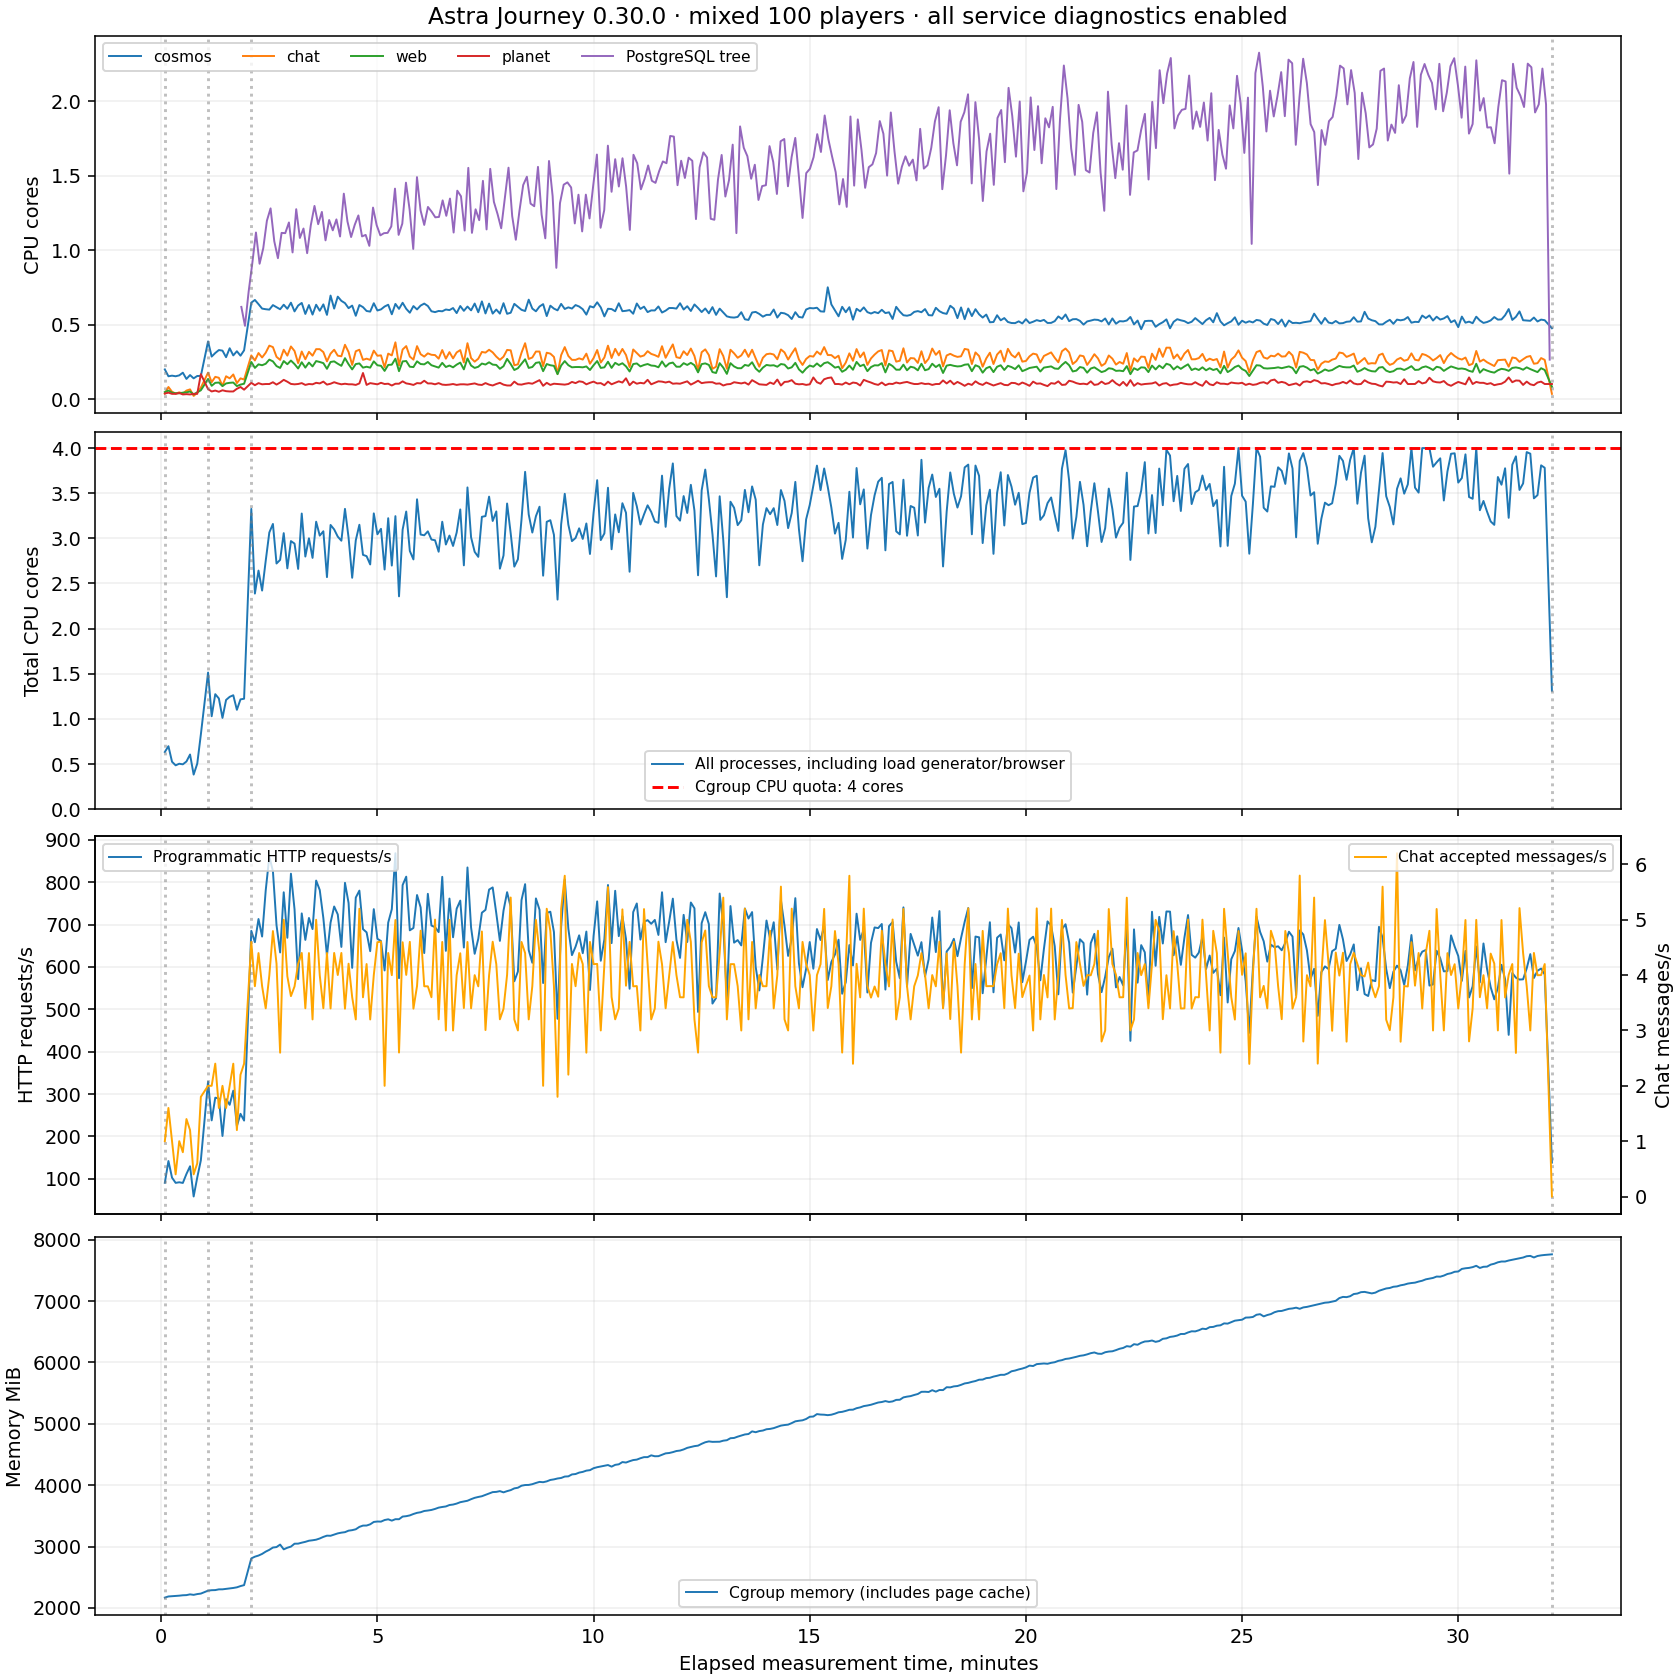 Astra Journey 0.30.0 · mixed 100 players · all service diagnostics enabled
cosmos chat web planet PostgreSQL tree
CPU cores
2.0
1.5
1.0
0.5
0.0
Total CPU cores
4.0
3.5
3.0
2.5
2.0
1.5
1.0
0.5
0.0
All processes, including load generator/browser
Cgroup CPU quota: 4 cores
HTTP requests/s
900
800
700
600
500
400
300
200
100
Programmatic HTTP requests/s
Chat accepted messages/s
6
5
4
3
2
1
0
Chat messages/s
Memory MiB
8000
7000
6000
5000
4000
3000
2000
Cgroup memory (includes page cache)
0 5 10 15 20 25 30
Elapsed measurement time, minutes